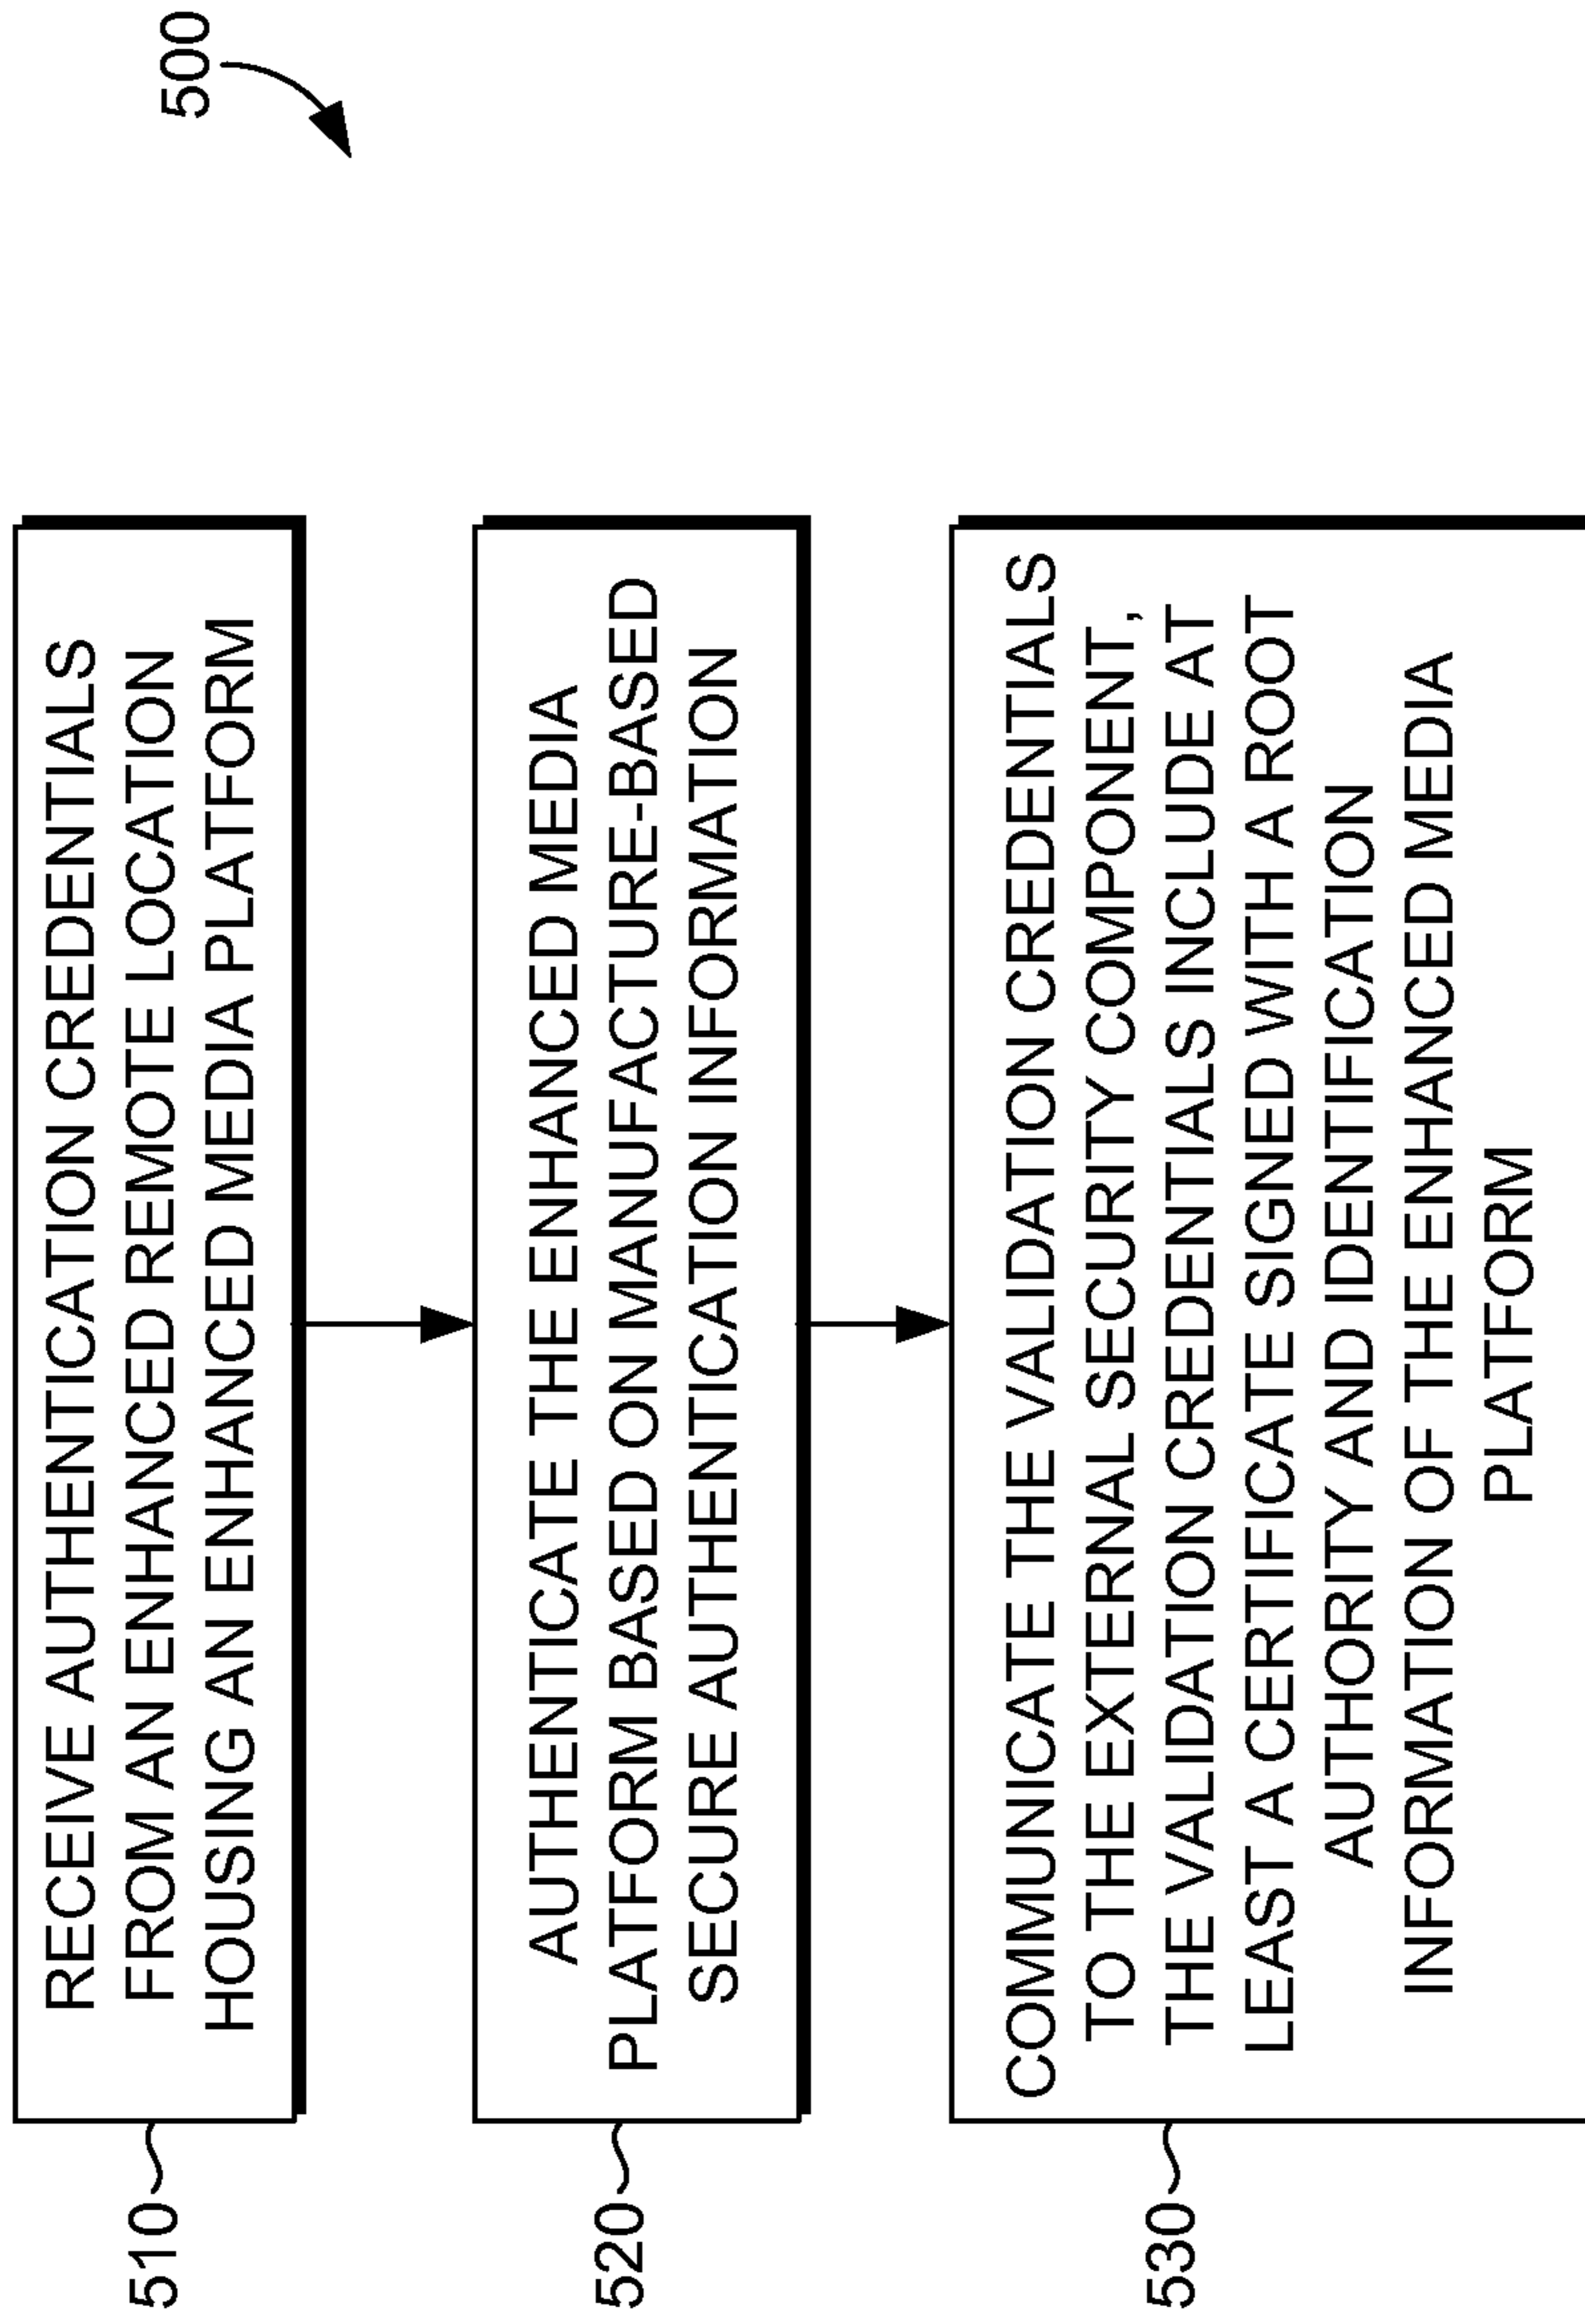 500
510
RECEIVE AUTHENTICATION CREDENTIALS
FROM AN ENHANCED REMOTE LOCATION
HOUSING AN ENHANCED MEDIA PLATFORM
520
AUTHENTICATE THE ENHANCED MEDIA
PLATFORM BASED ON MANUFACTURE-BASED
SECURE AUTHENTICATION INFORMATION
530
COMMUNICATE THE VALIDATION CREDENTIALS
TO THE EXTERNAL SECURITY COMPONENT,
THE VALIDATION CREDENTIALS INCLUDE AT
LEAST A CERTIFICATE SIGNED WITH A ROOT
AUTHORITY AND IDENTIFICATION
INFORMATION OF THE ENHANCED MEDIA
PLATFORM